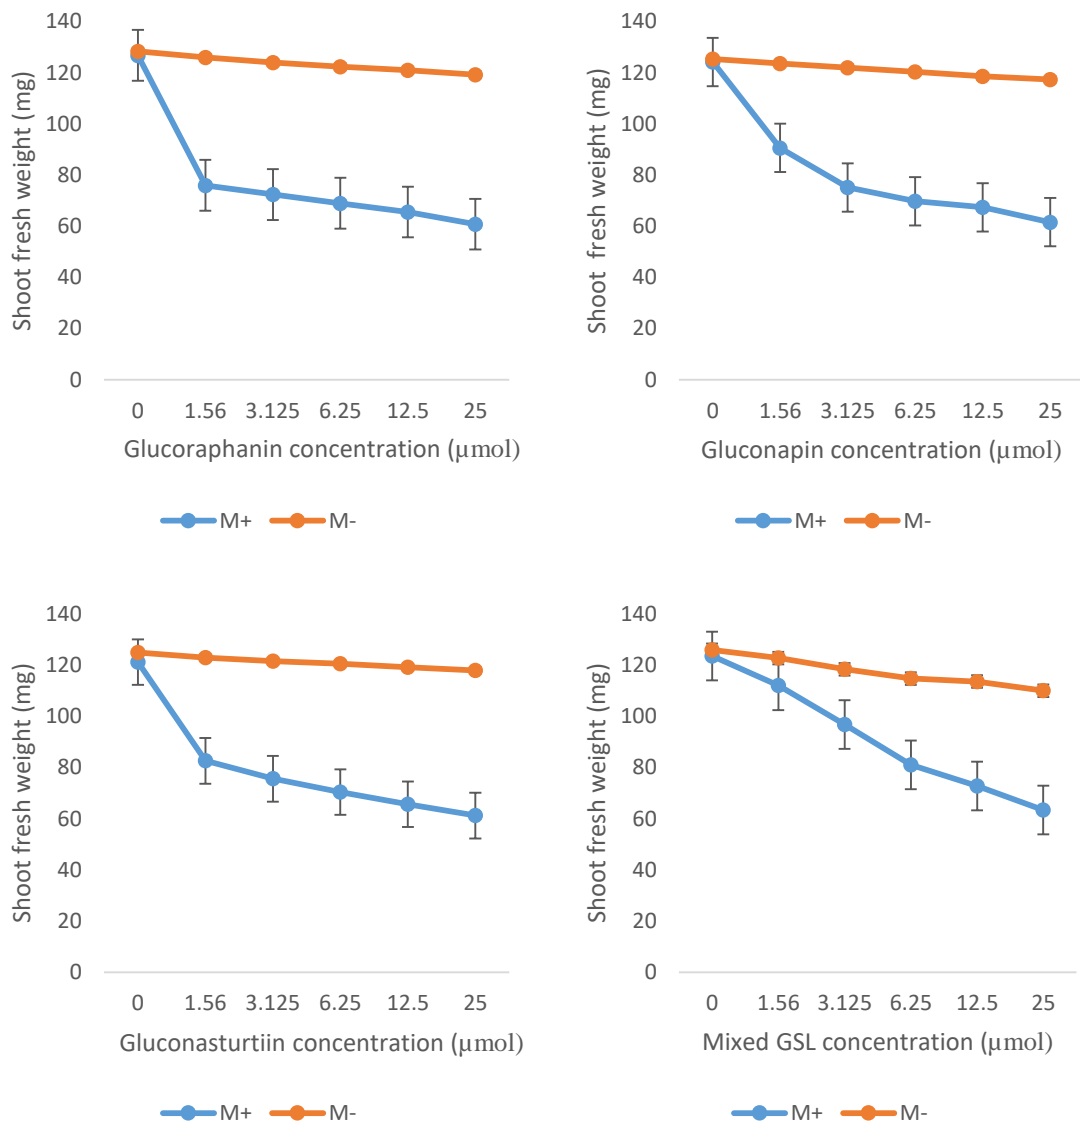 Shoot fresh weight (mg)
140
120
100
80
60
40
20
0
0 1.56 3.125 6.25 12.5 25
Glucoraphanin concentration (µmol)
M+ M-
Shoot fresh weight (mg)
140
120
100
80
60
40
20
0
0 1.56 3.125 6.25 12.5 25
Gluconapin concentration (µmol)
M+ M-
Shoot fresh weight (mg)
140
120
100
80
60
40
20
0
0 1.56 3.125 6.25 12.5 25
Gluconasturtiin concentration (µmol)
M+ M-
Shoot fresh weight (mg)
140
120
100
80
60
40
20
0
0 1.56 3.125 6.25 12.5 25
Mixed GSL concentration (µmol)
M+ M-